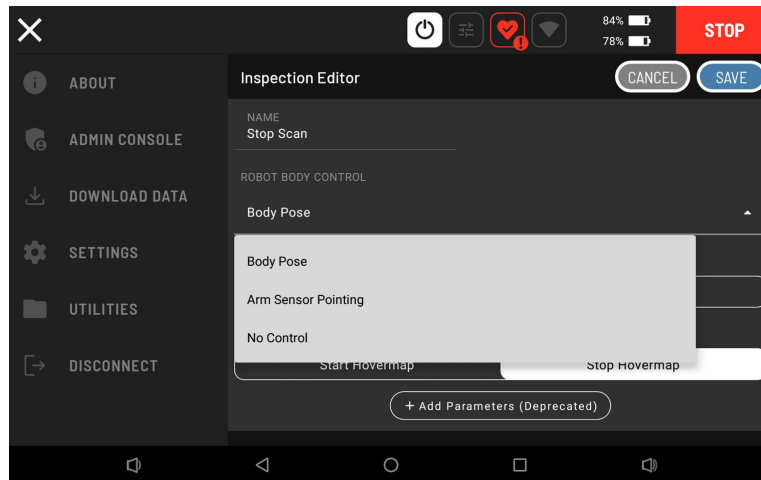 84%
78%
STOP
ABOUT
ADMIN CONSOLE
DOWNLOAD DATA
SETTINGS
UTILITIES
DISCONNECT
Inspection Editor
CANCEL
SAVE
NAME
Stop Scan
ROBOT BODY CONTROL
Body Pose
Body Pose
Arm Sensor Pointing
No Control
Start Hovermap
Stop Hovermap
+ Add Parameters (Deprecated)